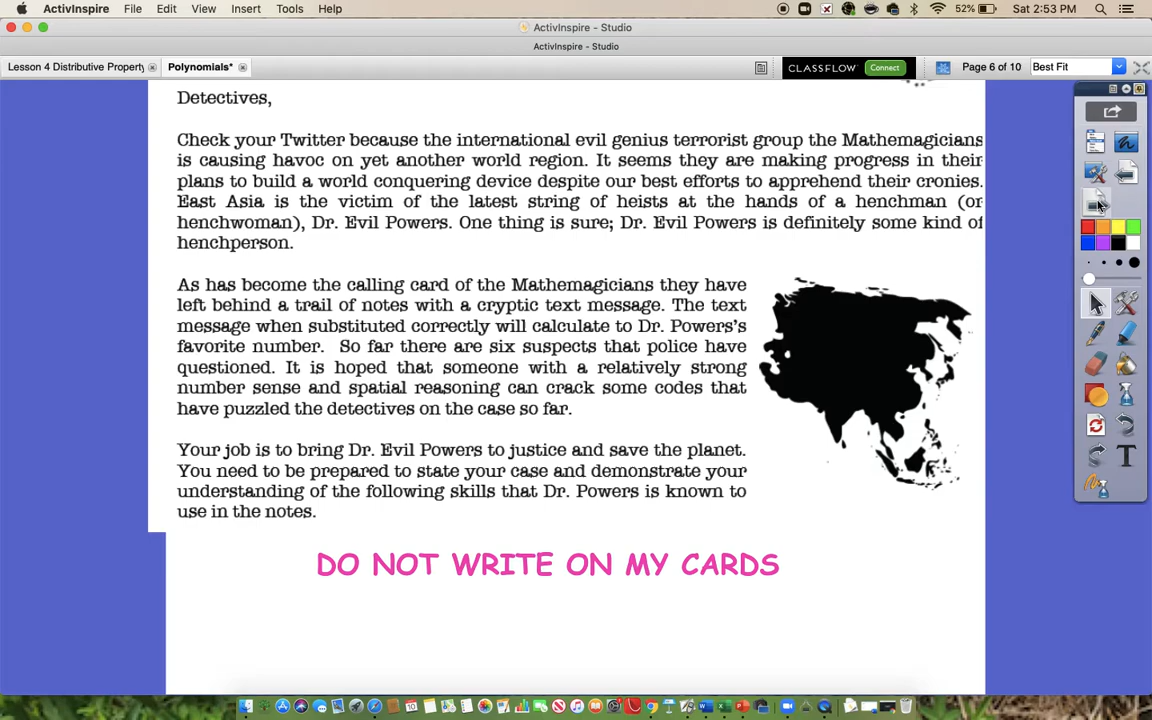 ActivInspire File Edit View Insert Tools Help 52% Sat 2:53 PM
ActivInspire - Studio
ActivInspire - Studio
Lesson 4 Distributive Property Polynomials* CLASSFLOW Connect Page 6 of 10 Best Fit
Detectives,
Check your Twitter because the international evil genius terrorist group the Mathemagicians
is causing havoc on yet another world region. It seems they are making progress in their
plans to build a world conquering device despite our best efforts to apprehend their cronies.
East Asia is the victim of the latest string of heists at the hands of a henchman (or
henchwoman), Dr. Evil Powers. One thing is sure; Dr. Evil Powers is definitely some kind of
henchperson.
As has become the calling card of the Mathemagicians they have
left behind a trail of notes with a cryptic text message. The text
message when substituted correctly will calculate to Dr. Powers's
favorite number. So far there are six suspects that police have
questioned. It is hoped that someone with a relatively strong
number sense and spatial reasoning can crack some codes that
have puzzled the detectives on the case so far.
Your job is to bring Dr. Evil Powers to justice and save the planet.
You need to be prepared to state your case and demonstrate your
understanding of the following skills that Dr. Powers is known to
use in the notes.
DO NOT WRITE ON MY CARDS